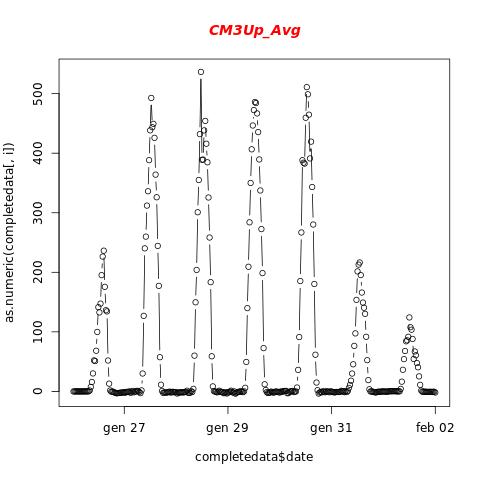 CM3Up_Avg
as.numeric(completedata[, i])
500
400
300
200
100
0
gen 27
gen 29
gen 31
feb 02
completedata$date